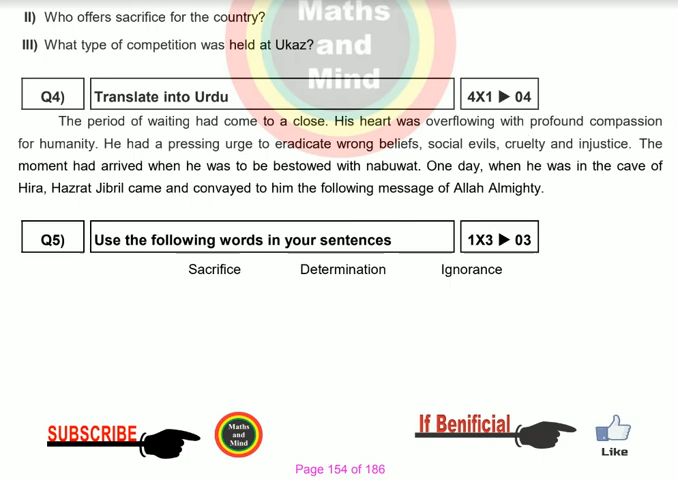 II) Who offers sacrifice for the country?
III) What type of competition was held at Ukaz?
Maths
and
Mind
Q4) Translate into Urdu 4X1 ▶ 04
The period of waiting had come to a close. His heart was overflowing with profound compassion
for humanity. He had a pressing urge to eradicate wrong beliefs, social evils, cruelty and injustice. The
moment had arrived when he was to be bestowed with nabuwat. One day, when he was in the cave of
Hira, Hazrat Jibril came and convayed to him the following message of Allah Almighty.
Q5) Use the following words in your sentences 1X3 ▶ 03
Sacrifice Determination Ignorance
SUBSCRIBE
Maths
and
Mind
If Benificial
Like
Page 154 of 186